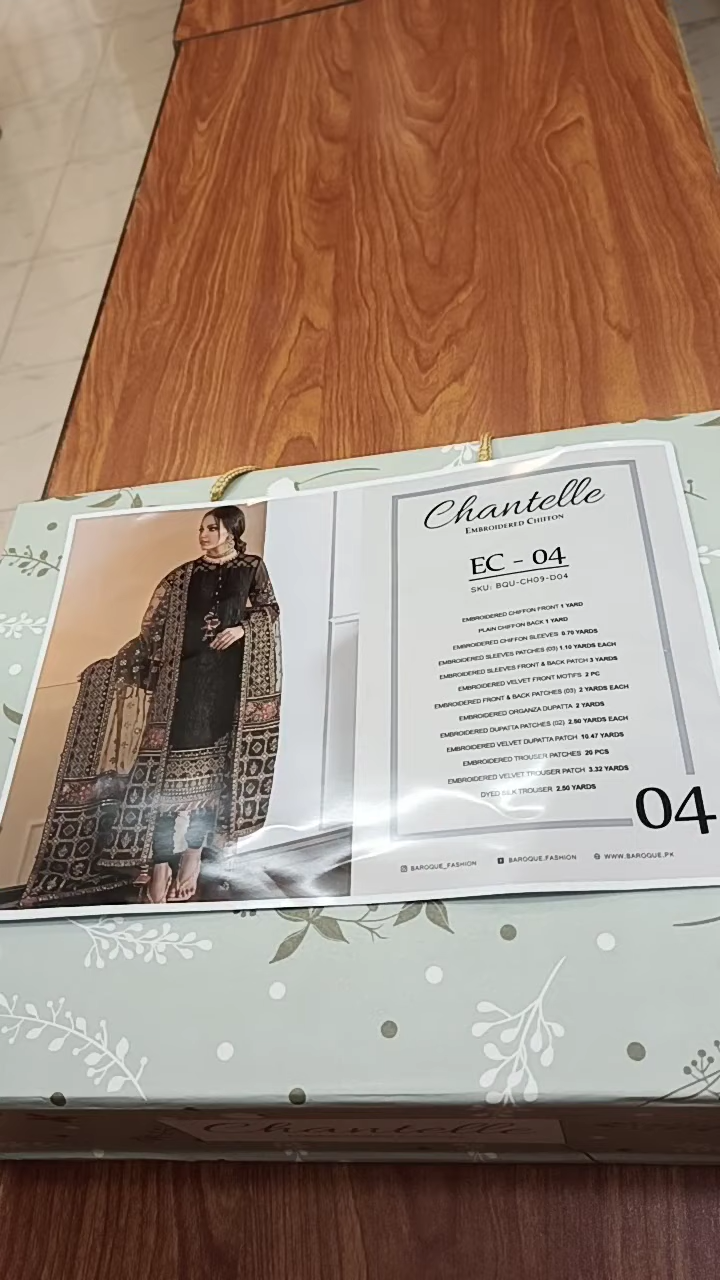 Chantelle
EMBROIDERED CHIFFON
EC - 04
SKU: BQU-CH09-D04
EMBROIDERED CHIFFON FRONT 1 YARD
PLAIN CHIFFON BACK 1 YARD
EMBROIDERED CHIFFON SLEEVES 0.70 YARDS
EMBROIDERED SLEEVES PATCHES (03) 1.10 YARDS EACH
EMBROIDERED SLEEVES FRONT & BACK PATCH 3 YARDS
EMBROIDERED VELVET FRONT MOTIFS 2 PC
EMBROIDERED FRONT & BACK PATCHES (03) 2 YARDS EACH
EMBROIDERED ORGANZA DUPATTA 2 YARDS
EMBROIDERED DUPATTA PATCHES (02) 2.50 YARDS EACH
EMBROIDERED VELVET DUPATTA PATCH 10.47 YARDS
EMBROIDERED TROUSER PATCHES 20 PCS
EMBROIDERED VELVET TROUSER PATCH 3.32 YARDS
DYED SILK TROUSER 2.50 YARDS
04
BAROQUE_FASHION BAROQUE.FASHION WWW.BAROQUE.PK
Chantelle